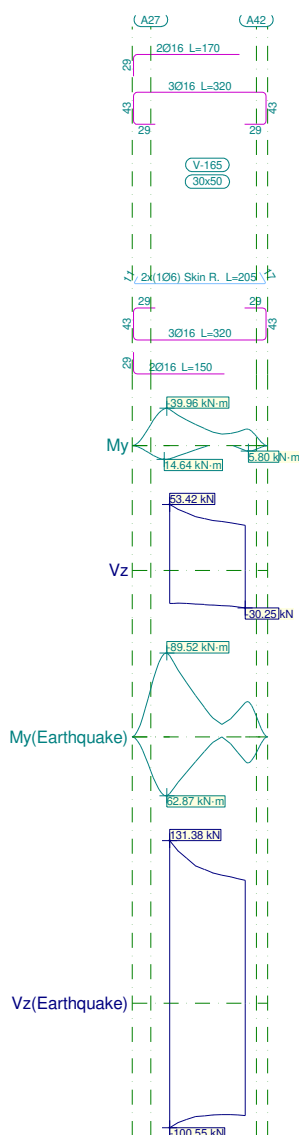 A27 A42
2Ø16 L=170
29
3Ø16 L=320
43 43
29 29
V-165
30x50
17 2x(1Ø6) Skin R. L=205 17
29 29
43 43
3Ø16 L=320
29
2Ø16 L=150
-39.96 kN·m
My
14.64 kN·m 5.80 kN·m
53.42 kN
Vz
-30.25 kN
-89.52 kN·m
My(Earthquake)
62.87 kN·m
131.38 kN
Vz(Earthquake)
-100.55 kN